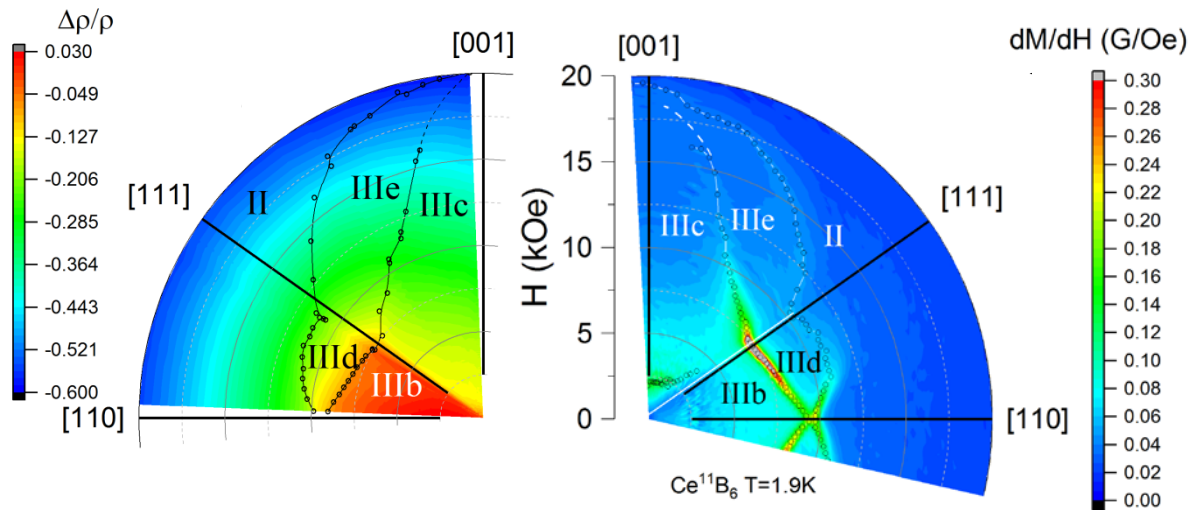 Δρ/ρ
0.030
-0.049
-0.127
-0.206
-0.285
-0.364
-0.443
-0.521
-0.600
[001]
[111]
[110]
II
IIIe
IIIc
IIId
IIIb
[001]
H (kOe)
20
15
10
5
0
IIIc
IIIe
II
IIId
IIIb
[111]
[110]
Ce¹¹B₆ T=1.9K
dM/dH (G/Oe)
0.30
0.28
0.26
0.24
0.22
0.20
0.18
0.16
0.14
0.12
0.10
0.08
0.06
0.04
0.02
0.00